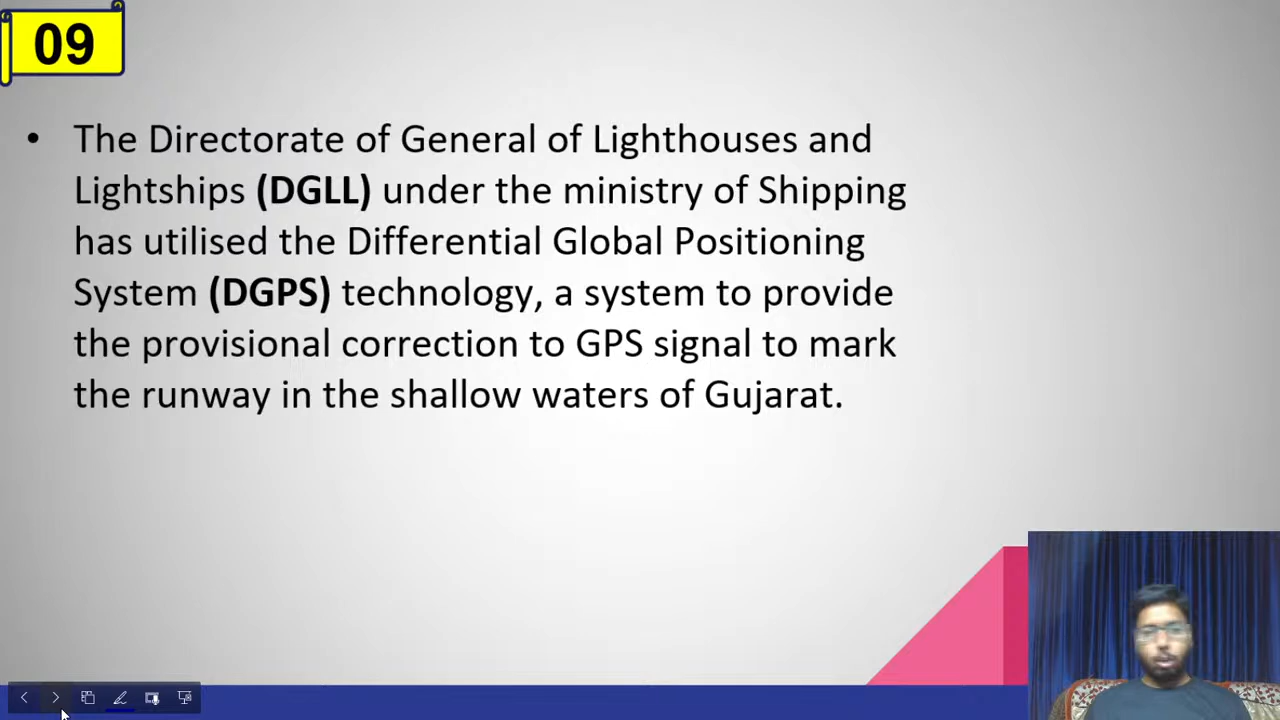 09
• The Directorate of General of Lighthouses and
Lightships (DGLL) under the ministry of Shipping
has utilised the Differential Global Positioning
System (DGPS) technology, a system to provide
the provisional correction to GPS signal to mark
the runway in the shallow waters of Gujarat.